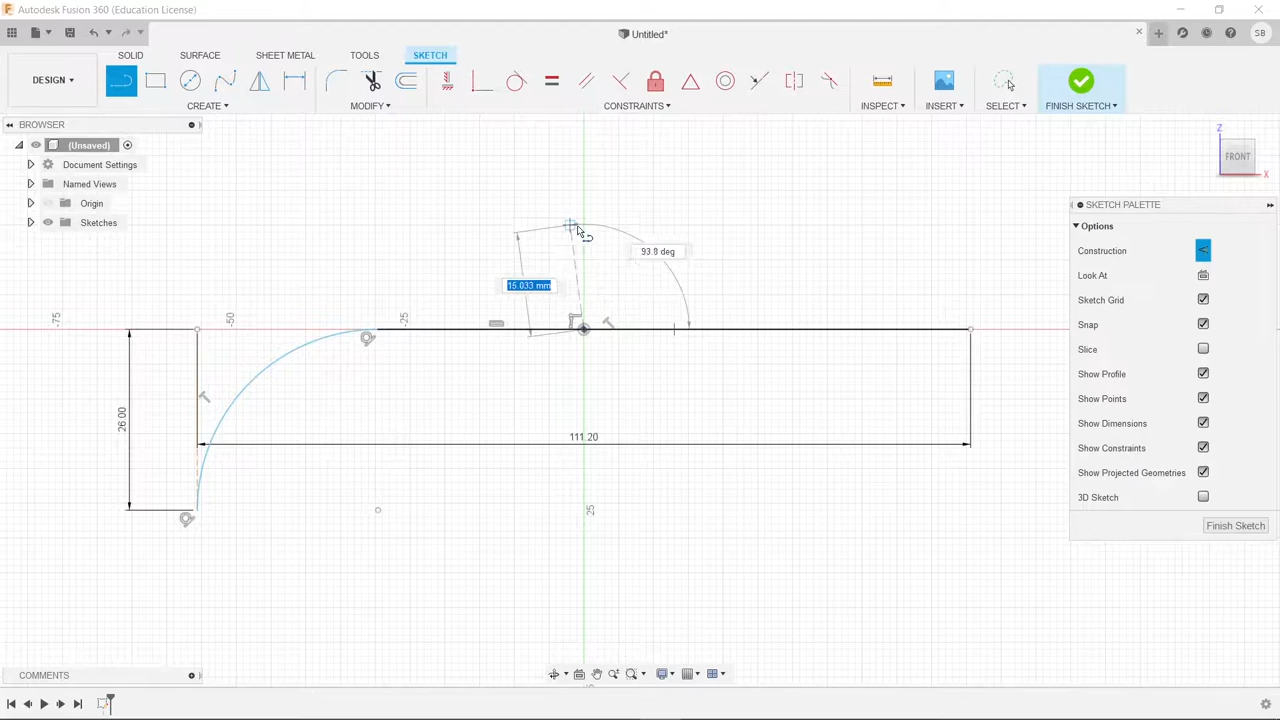 Autodesk Fusion 360 (Education License)
Untitled*
SB
DESIGN
SOLID
SURFACE
SHEET METAL
TOOLS
SKETCH
CREATE
MODIFY
CONSTRAINTS
INSPECT
INSERT
SELECT
FINISH SKETCH
BROWSER
(Unsaved)
Document Settings
Named Views
Origin
Sketches
Z
FRONT
X
SKETCH PALETTE
Options
Construction
Look At
Sketch Grid
Snap
Slice
Show Profile
Show Points
Show Dimensions
Show Constraints
Show Projected Geometries
3D Sketch
Finish Sketch
93.8 deg
15.033 mm
-75
-50
-25
26.00
111.20
25
COMMENTS